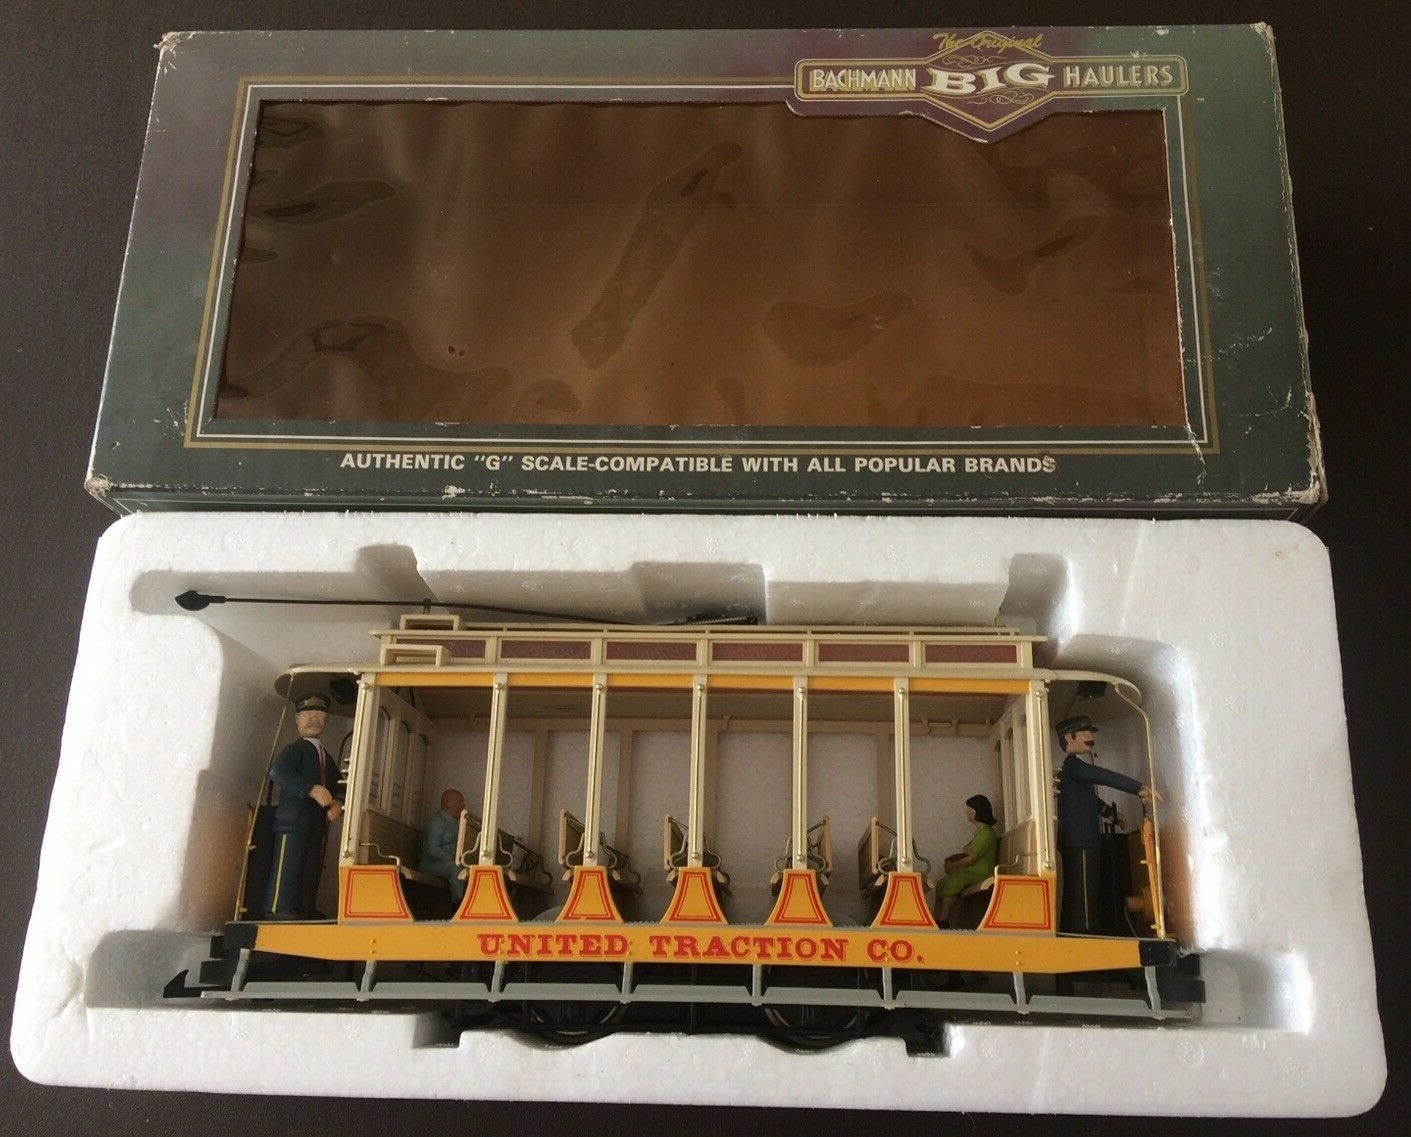 The Original
BACHMANN BIG HAULERS
AUTHENTIC "G" SCALE-COMPATIBLE WITH ALL POPULAR BRANDS
UNITED TRACTION CO.